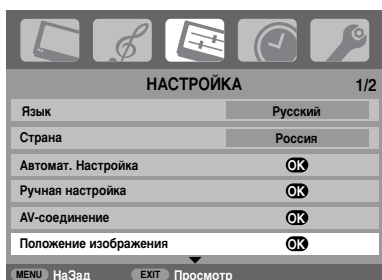 НАСТРОЙКА 1/2
Язык Русский
Страна Россия
Автомат. Настройка OK
Ручная настройка OK
AV-соединение OK
Положение изображения OK
MENU НаЗад EXIT Просмотр